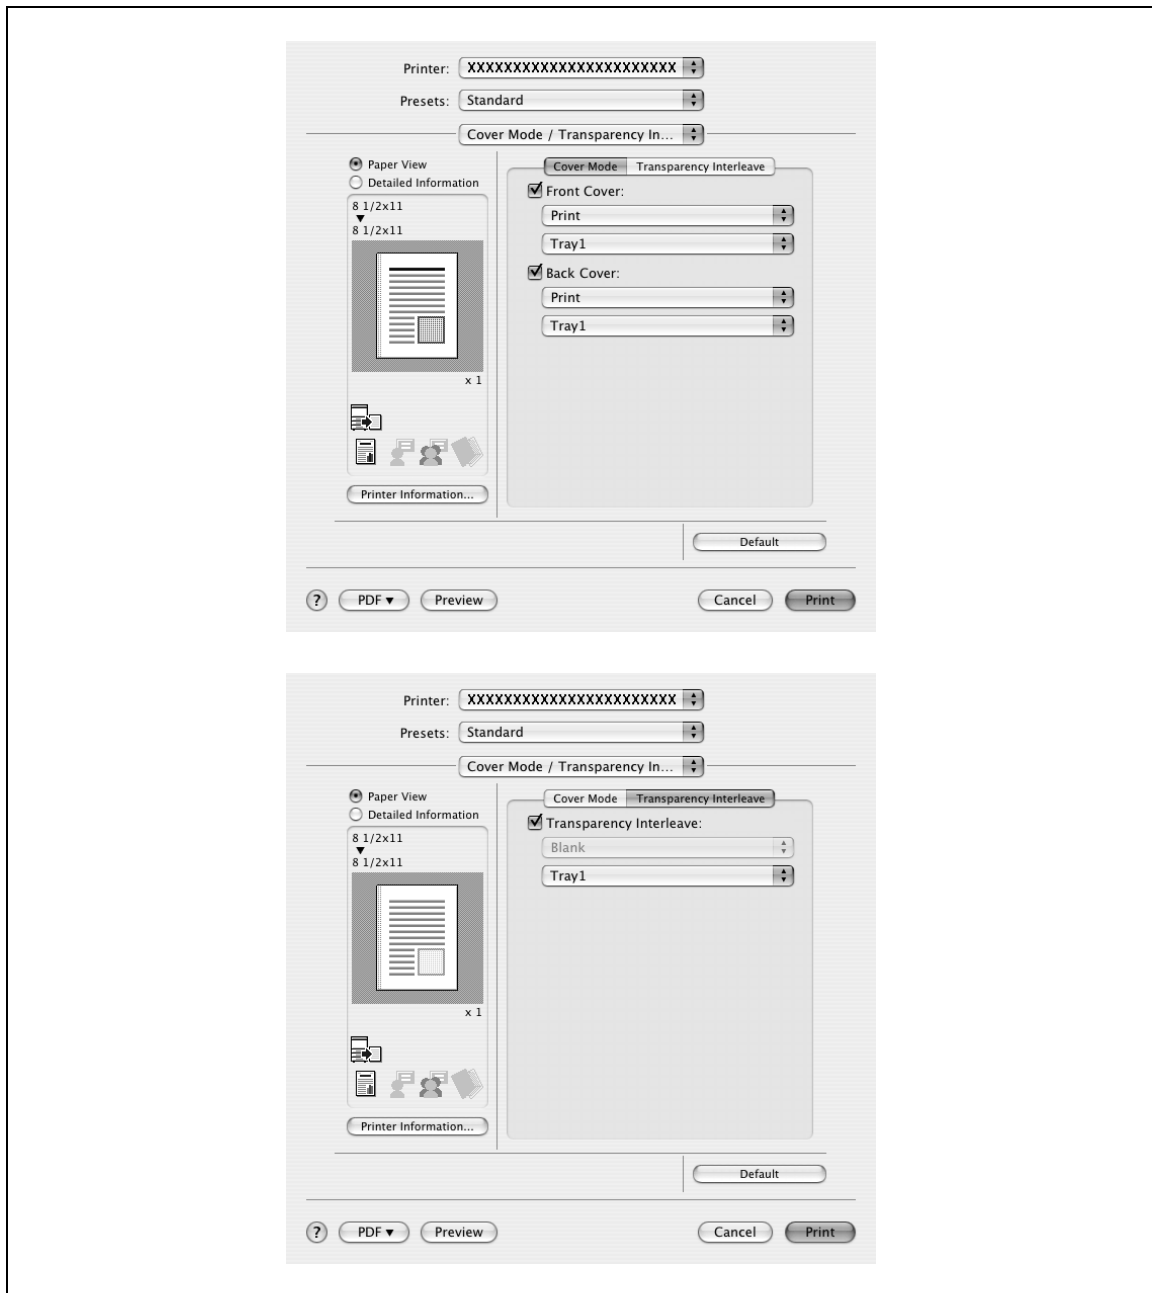 Printer: XXXXXXXXXXXXXXXXXXXXXXX
Presets: Standard
Cover Mode / Transparency In...
Paper View
Detailed Information
8 1/2x11
8 1/2x11
x 1
Printer Information...
Cover Mode Transparency Interleave
Front Cover:
Print
Tray1
Back Cover:
Print
Tray1
Default
? PDF Preview Cancel Print
Printer: XXXXXXXXXXXXXXXXXXXXXXX
Presets: Standard
Cover Mode / Transparency In...
Paper View
Detailed Information
8 1/2x11
8 1/2x11
x 1
Printer Information...
Cover Mode Transparency Interleave
Transparency Interleave:
Blank
Tray1
Default
? PDF Preview Cancel Print